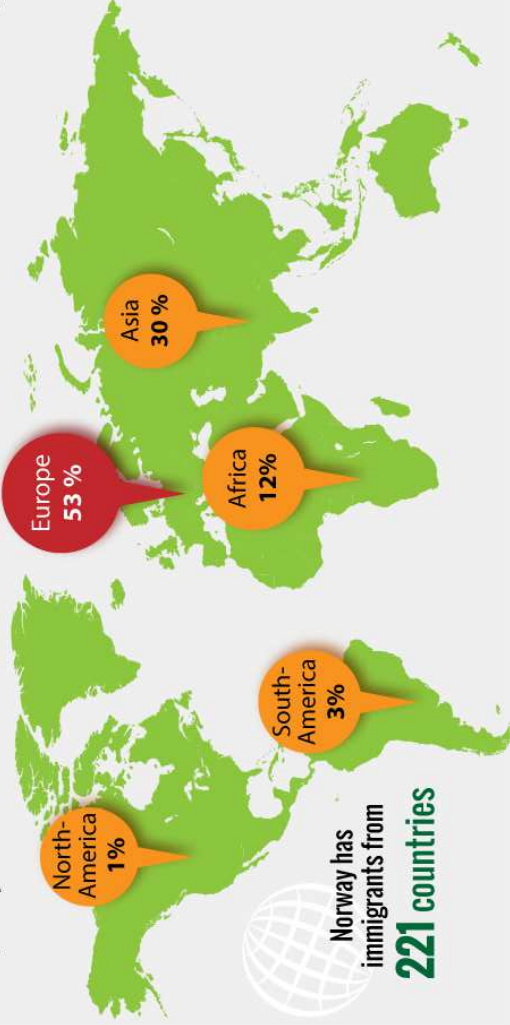 North-
America
1%
South-
America
3%
Europe
53 %
Africa
12%
Asia
30 %
Norway has
immigrants from
221 countries